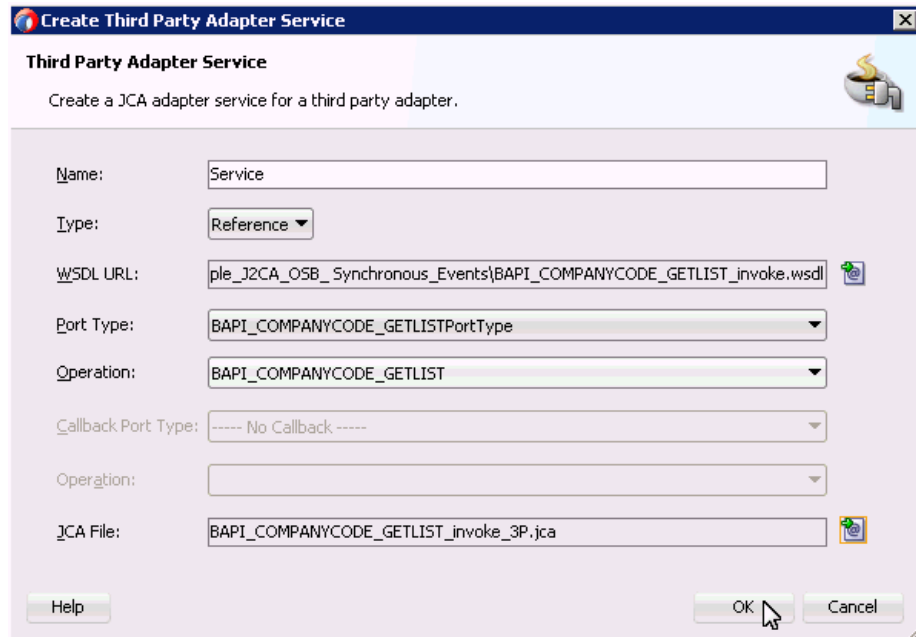 Create Third Party Adapter Service
Third Party Adapter Service
Create a JCA adapter service for a third party adapter.
Name: Service
Type: Reference
WSDL URL: ple_J2CA_OSB_ Synchronous_Events\BAPI_COMPANYCODE_GETLIST_invoke.wsdl
Port Type: BAPI_COMPANYCODE_GETLISTPortType
Operation: BAPI_COMPANYCODE_GETLIST
Callback Port Type: ----- No Callback -----
Operation:
JCA File: BAPI_COMPANYCODE_GETLIST_invoke_3P.jca
Help OK Cancel